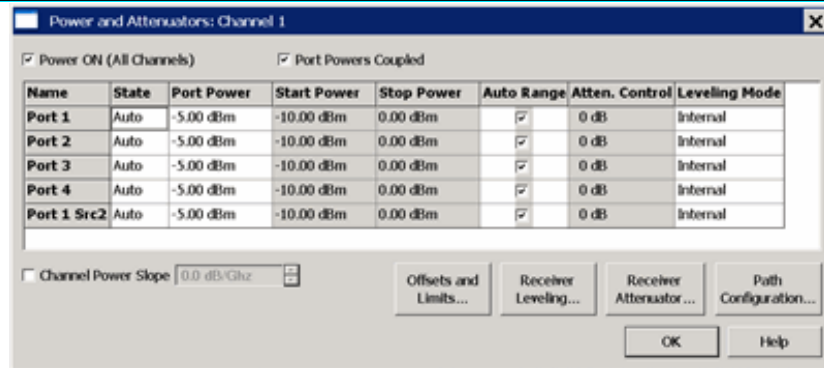 Power and Attenuators: Channel 1
Power ON (All Channels) Port Powers Coupled
Name State Port Power Start Power Stop Power Auto Range Atten. Control Leveling Mode
Port 1 Auto -5.00 dBm -10.00 dBm 0.00 dBm 0 dB Internal
Port 2 Auto -5.00 dBm -10.00 dBm 0.00 dBm 0 dB Internal
Port 3 Auto -5.00 dBm -10.00 dBm 0.00 dBm 0 dB Internal
Port 4 Auto -5.00 dBm -10.00 dBm 0.00 dBm 0 dB Internal
Port 1 Src2 Auto -5.00 dBm -10.00 dBm 0.00 dBm 0 dB Internal
Channel Power Slope 0.0 dB/Ghz
Offsets and
Limits...
Receiver
Leveling...
Receiver
Attenuator...
Path
Configuration...
OK Help